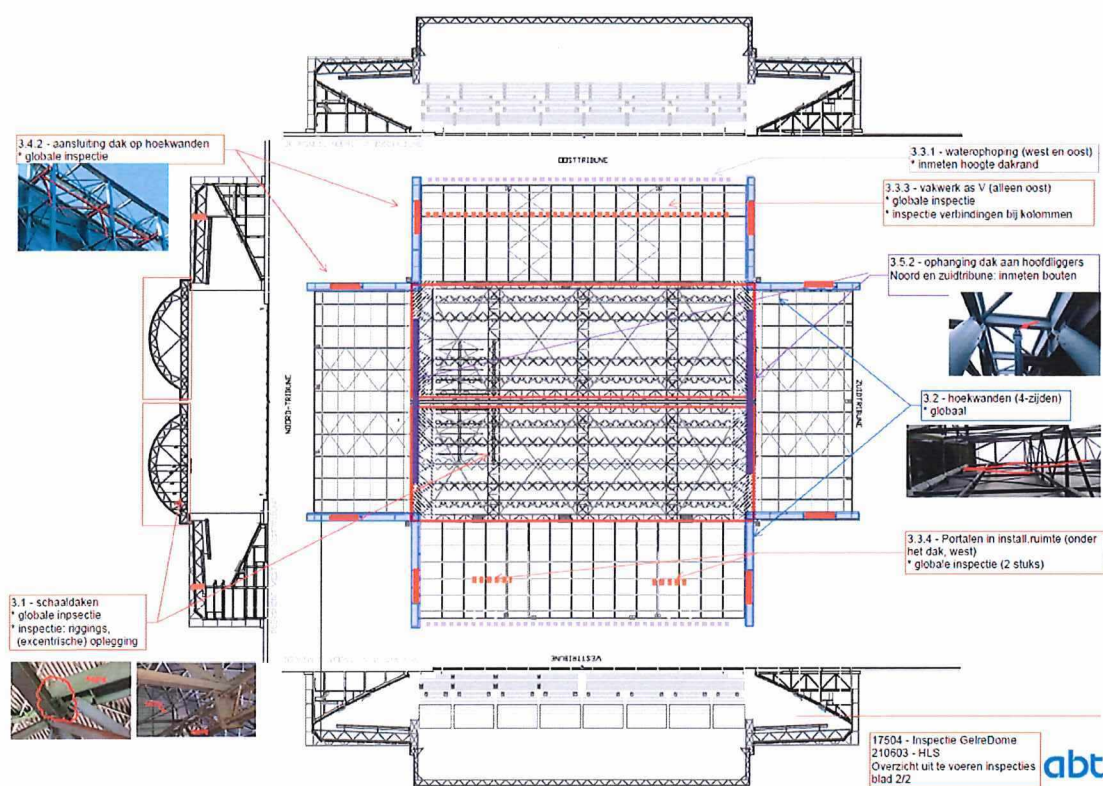 OOSTTRIBUNE
3.4.2 - aansluiting dak op hoekwanden
* globale inspectie
3.3.1 - waterophoping (west en oost)
* inmeten hoogte dakrand
3.3.3 - vakwerk as V (alleen oost)
* globale inspectie
* inspectie verbindingen bij kolommen
3.5.2 - ophanging dak aan hoofdliggers
Noord en zuidtribune: inmeten bouten
NOORD-TRIBUNE
ZUIDTRIBUNE
3.2 - hoekwanden (4-zijden)
* globaal
3.3.4 - Portalen in install.ruimte (onder
het dak, west)
* globale inspectie (2 stuks)
3.1 - schaaldaken
* globale inpsectie
* inspectie: riggings,
(excentrische) oplegging
WESTTRIBUNE
17504 - Inspectie GelreDome
210603 - HLS
Overzicht uit te voeren inspecties
blad 2/2
abt